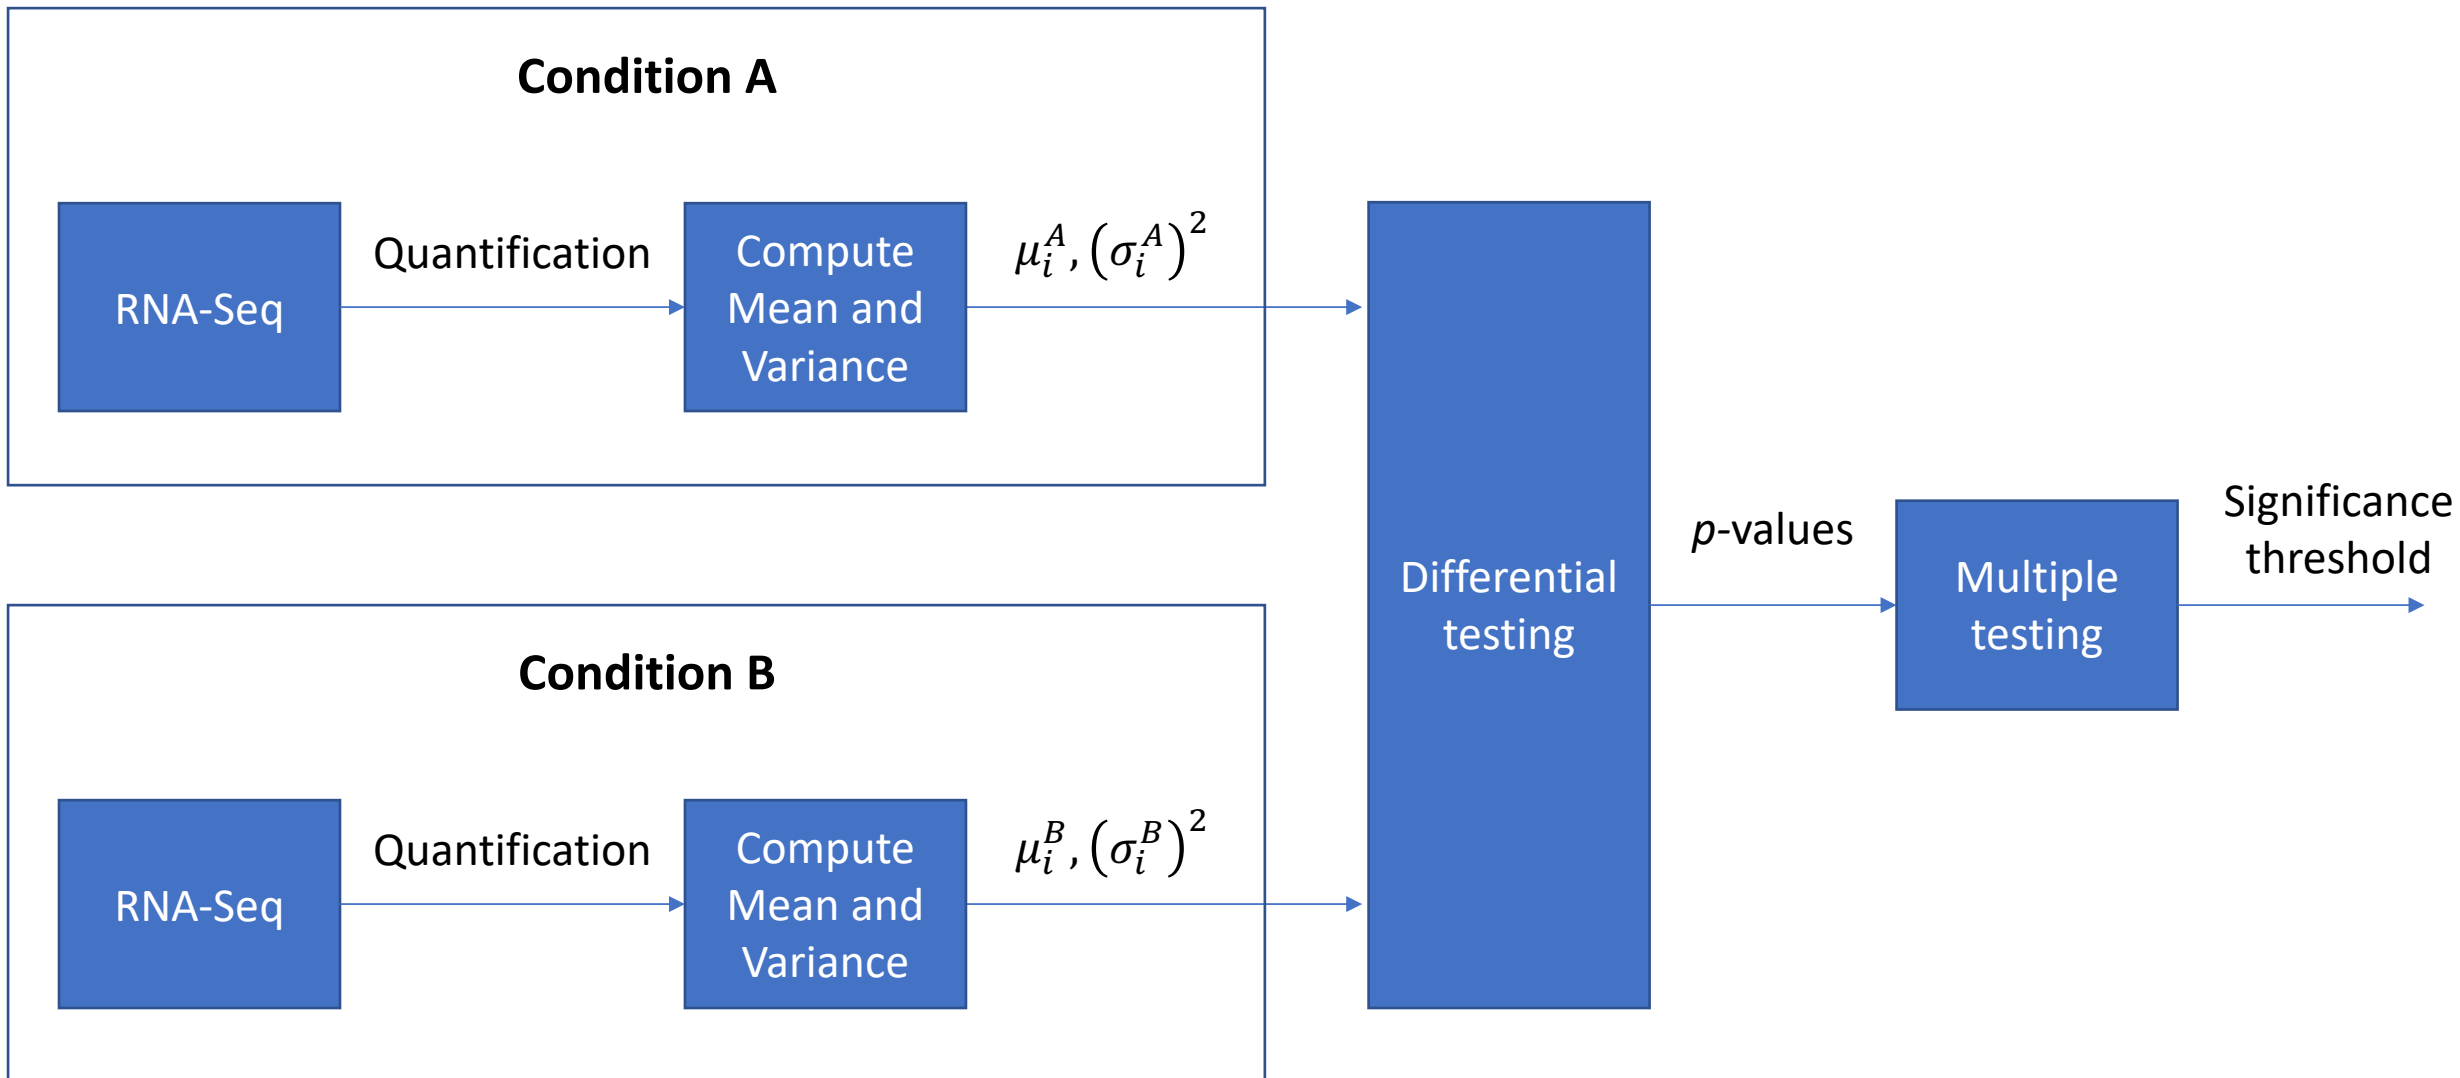 Condition A
RNA-Seq
Quantification
Compute
Mean and
Variance
μ_i^A, (σ_i^A)^2
Condition B
RNA-Seq
Quantification
Compute
Mean and
Variance
μ_i^B, (σ_i^B)^2
Differential
testing
p-values
Multiple
testing
Significance
threshold